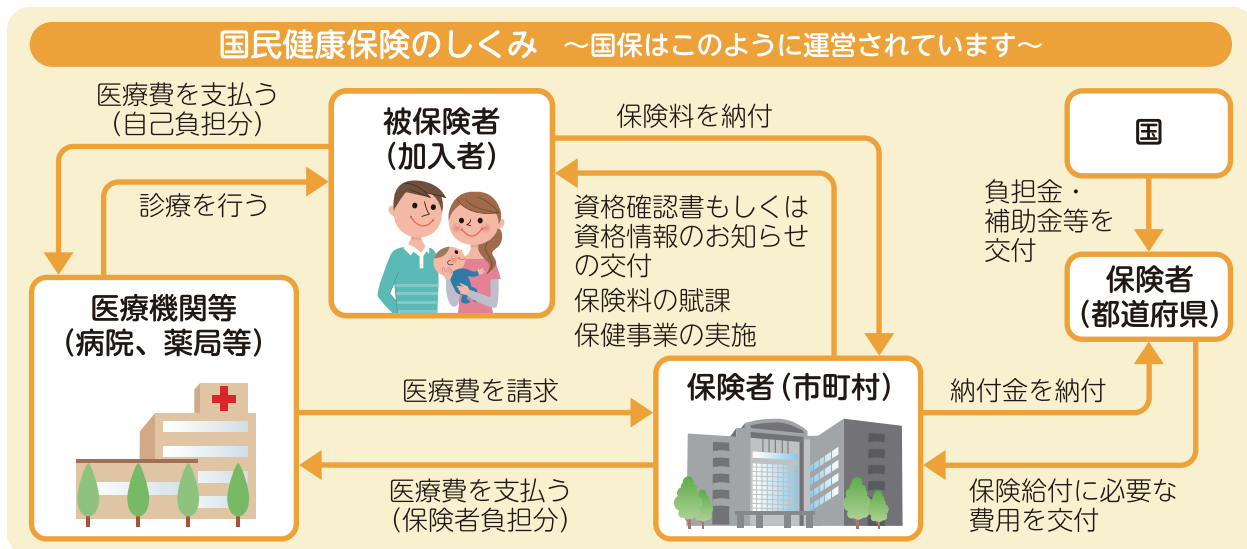 国民健康保険のしくみ ～国保はこのように運営されています～
医療費を支払う
（自己負担分）
診療を行う
被保険者
（加入者）
保険料を納付
資格確認書もしくは
資格情報のお知らせ
の交付
保険料の賦課
保健事業の実施
国
負担金・
補助金等を
交付
保険者
（都道府県）
医療機関等
（病院、薬局等）
医療費を請求
医療費を支払う
（保険者負担分）
保険者（市町村）
納付金を納付
保険給付に必要な
費用を交付